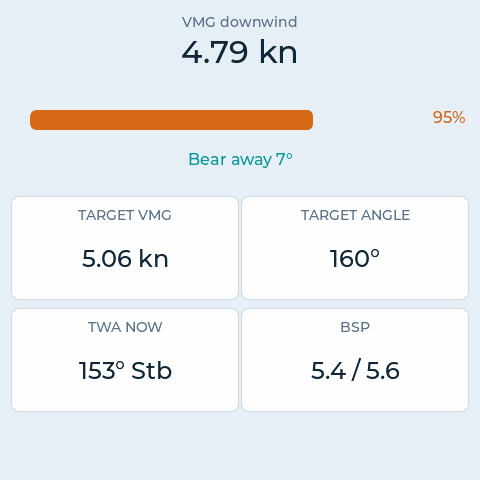 VMG downwind
4.79 kn
95%
Bear away 7°
TARGET VMG
5.06 kn
TARGET ANGLE
160°
TWA NOW
153° Stb
BSP
5.4 / 5.6